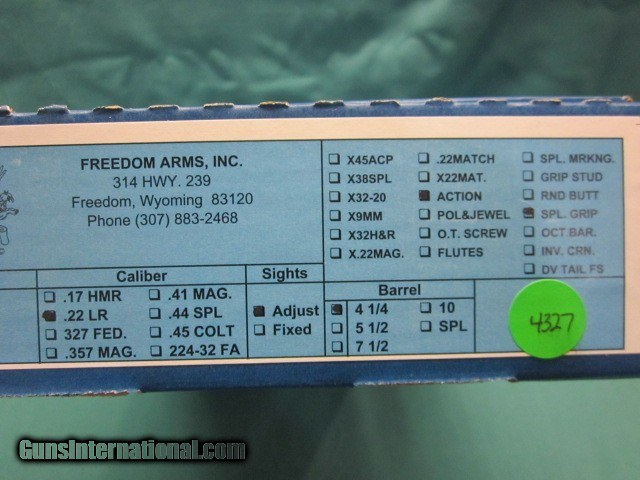 FREEDOM ARMS, INC.
314 HWY. 239
Freedom, Wyoming 83120
Phone (307) 883-2468
X45ACP .22MATCH SPL. MRKNG.
X38SPL X22MAT. GRIP STUD
X32-20 ACTION RND BUTT
X9MM POL&JEWEL SPL. GRIP
X32H&R O.T. SCREW OCT BAR.
X.22MAG. FLUTES INV. CRN.
DV TAIL FS
Caliber
.17 HMR .41 MAG.
.22 LR .44 SPL
327 FED. .45 COLT
.357 MAG. 224-32 FA
Sights
Adjust
Fixed
Barrel
4 1/4 10
5 1/2 SPL
7 1/2
4327
GunsInternational.com